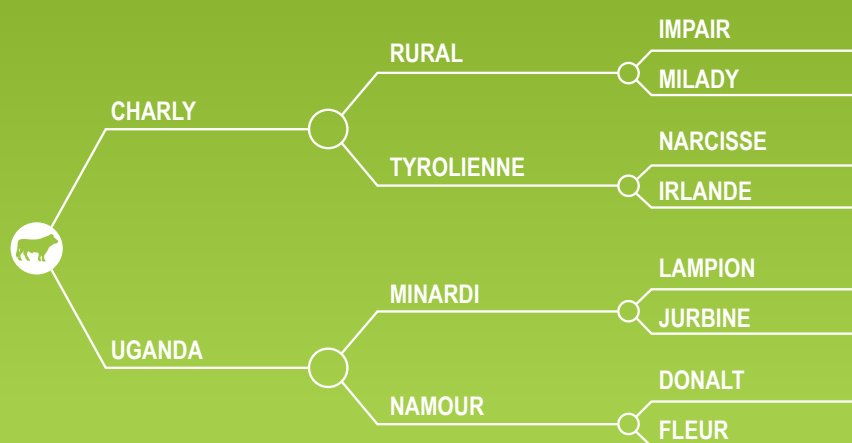 IMPAIR
RURAL
MILADY
CHARLY
NARCISSE
TYROLIENNE
IRLANDE
LAMPION
MINARDI
JURBINE
UGANDA
DONALT
NAMOUR
FLEUR